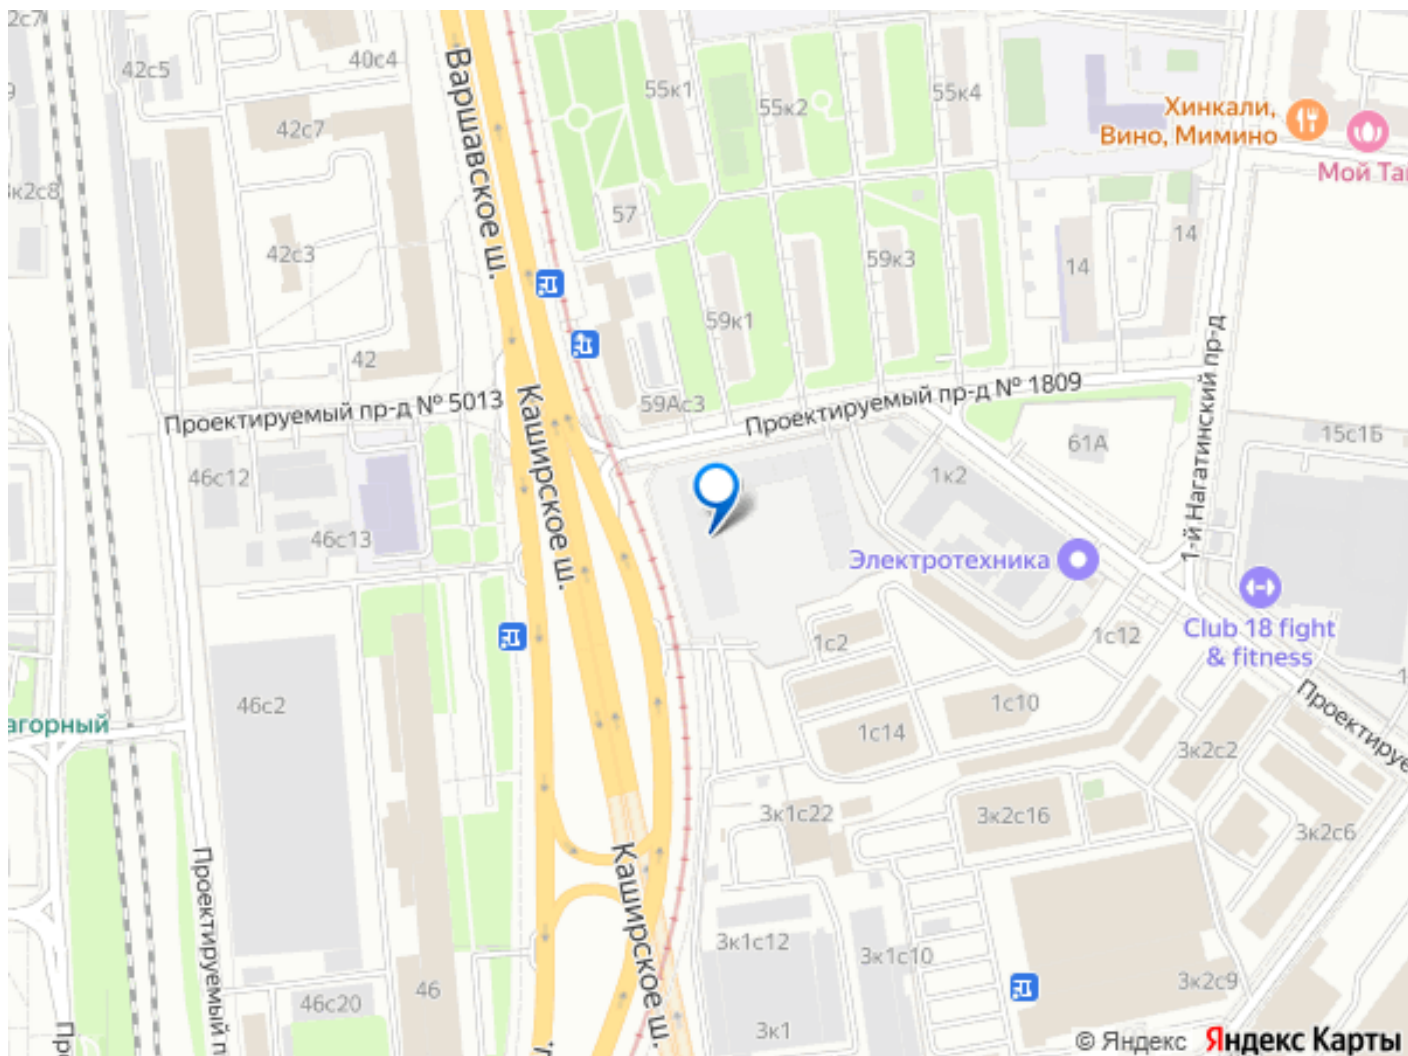 2с7
42с5
40с4
Варшавское ш.
55к1
55к2
55к4
Хинкали,
Вино, Мимино
Мой Та
42с7
к2с8
57
42с3
59к3
14
14
59к1
42
59Ас3
Проектируемый пр-д № 5013
Проектируемый пр-д № 1809
1-й Нагатинский пр-д
Каширское ш.
61А
15с1Б
46с12
1к2
46с13
Электротехника
Club 18 fight
& fitness
1с12
1с2
46с2
1с10
агорный
1с14
3к2с2
Проектируе
3к1с22
3к2с16
3к2с6
Проектируемый п
Каширское ш.
3к1с12
3к1с10
3к2с9
46с20
46
3к1
Пр
© Яндекс Яндекс Карты